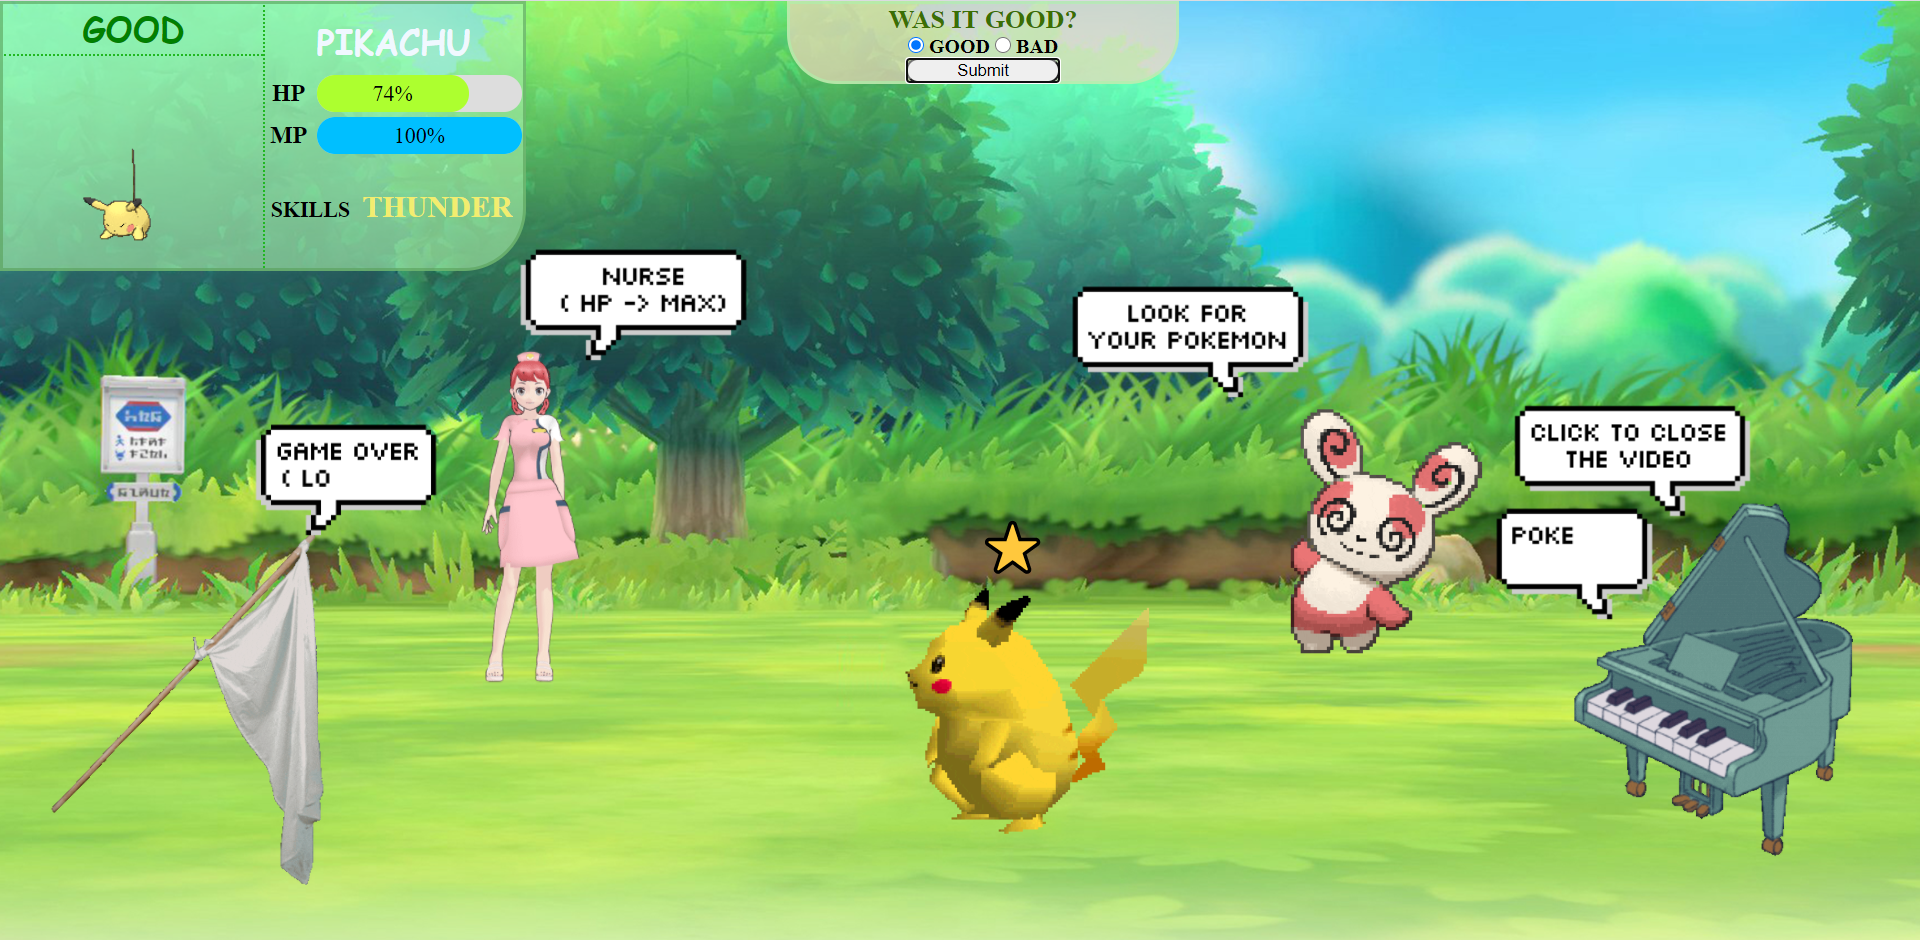 GOOD
PIKACHU
HP 74%
MP 100%
SKILLS THUNDER
WAS IT GOOD?
GOOD BAD
Submit
NURSE
( HP -> MAX)
LOOK FOR
YOUR POKEMON
GAME OVER
( LO
CLICK TO CLOSE
THE VIDEO
POKE